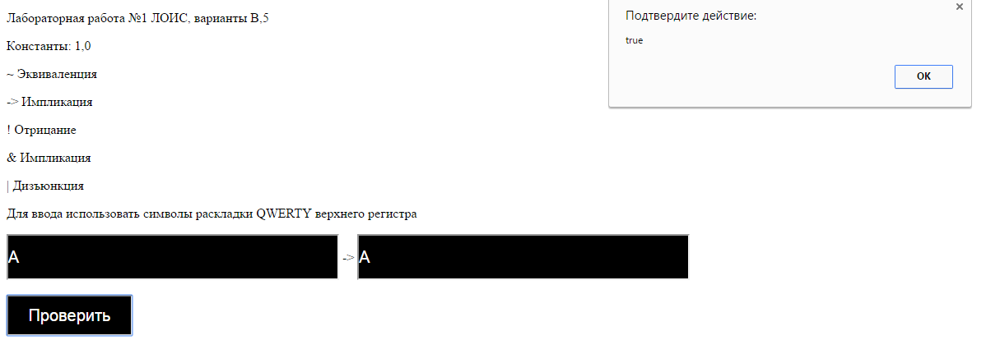 Лабораторная работа №1 ЛОИС, варианты B,5
Константы: 1,0
~ Эквиваленция
-> Импликация
! Отрицание
& Импликация
| Дизъюнкция
Для ввода использовать символы раскладки QWERTY верхнего регистра
A -> A
Проверить
Подтвердите действие:
true
ОК